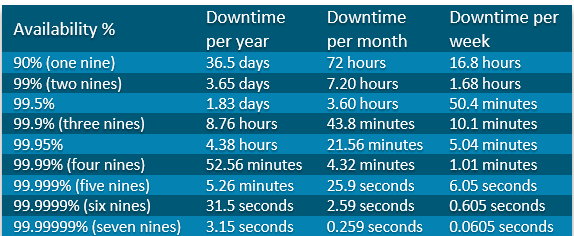 Availability % Downtime per year Downtime per month Downtime per week
90% (one nine) 36.5 days 72 hours 16.8 hours
99% (two nines) 3.65 days 7.20 hours 1.68 hours
99.5% 1.83 days 3.60 hours 50.4 minutes
99.9% (three nines) 8.76 hours 43.8 minutes 10.1 minutes
99.95% 4.38 hours 21.56 minutes 5.04 minutes
99.99% (four nines) 52.56 minutes 4.32 minutes 1.01 minutes
99.999% (five nines) 5.26 minutes 25.9 seconds 6.05 seconds
99.9999% (six nines) 31.5 seconds 2.59 seconds 0.605 seconds
99.99999% (seven nines) 3.15 seconds 0.259 seconds 0.0605 seconds